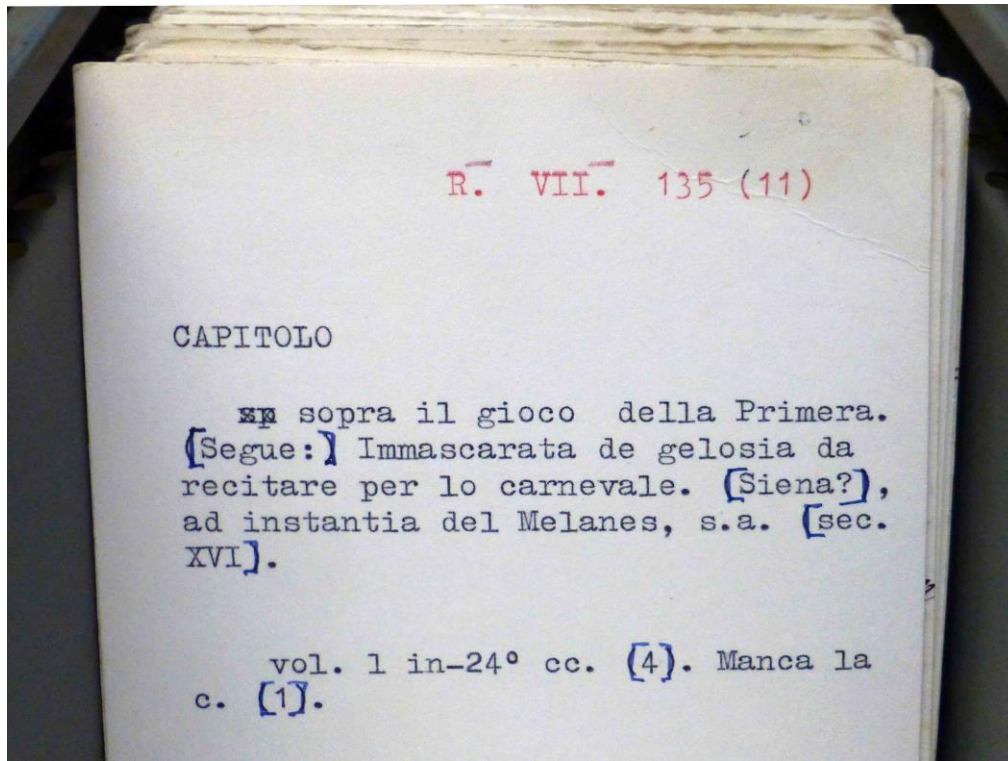 R. VII. 135 (11)
CAPITOLO
sopra il gioco della Primera.
[Segue:] Immascarata de gelosia da
recitare per lo carnevale. [Siena?],
ad instantia del Melanes, s.a. [sec.
XVI].
vol. 1 in-24° cc. [4]. Manca la
c. [1].